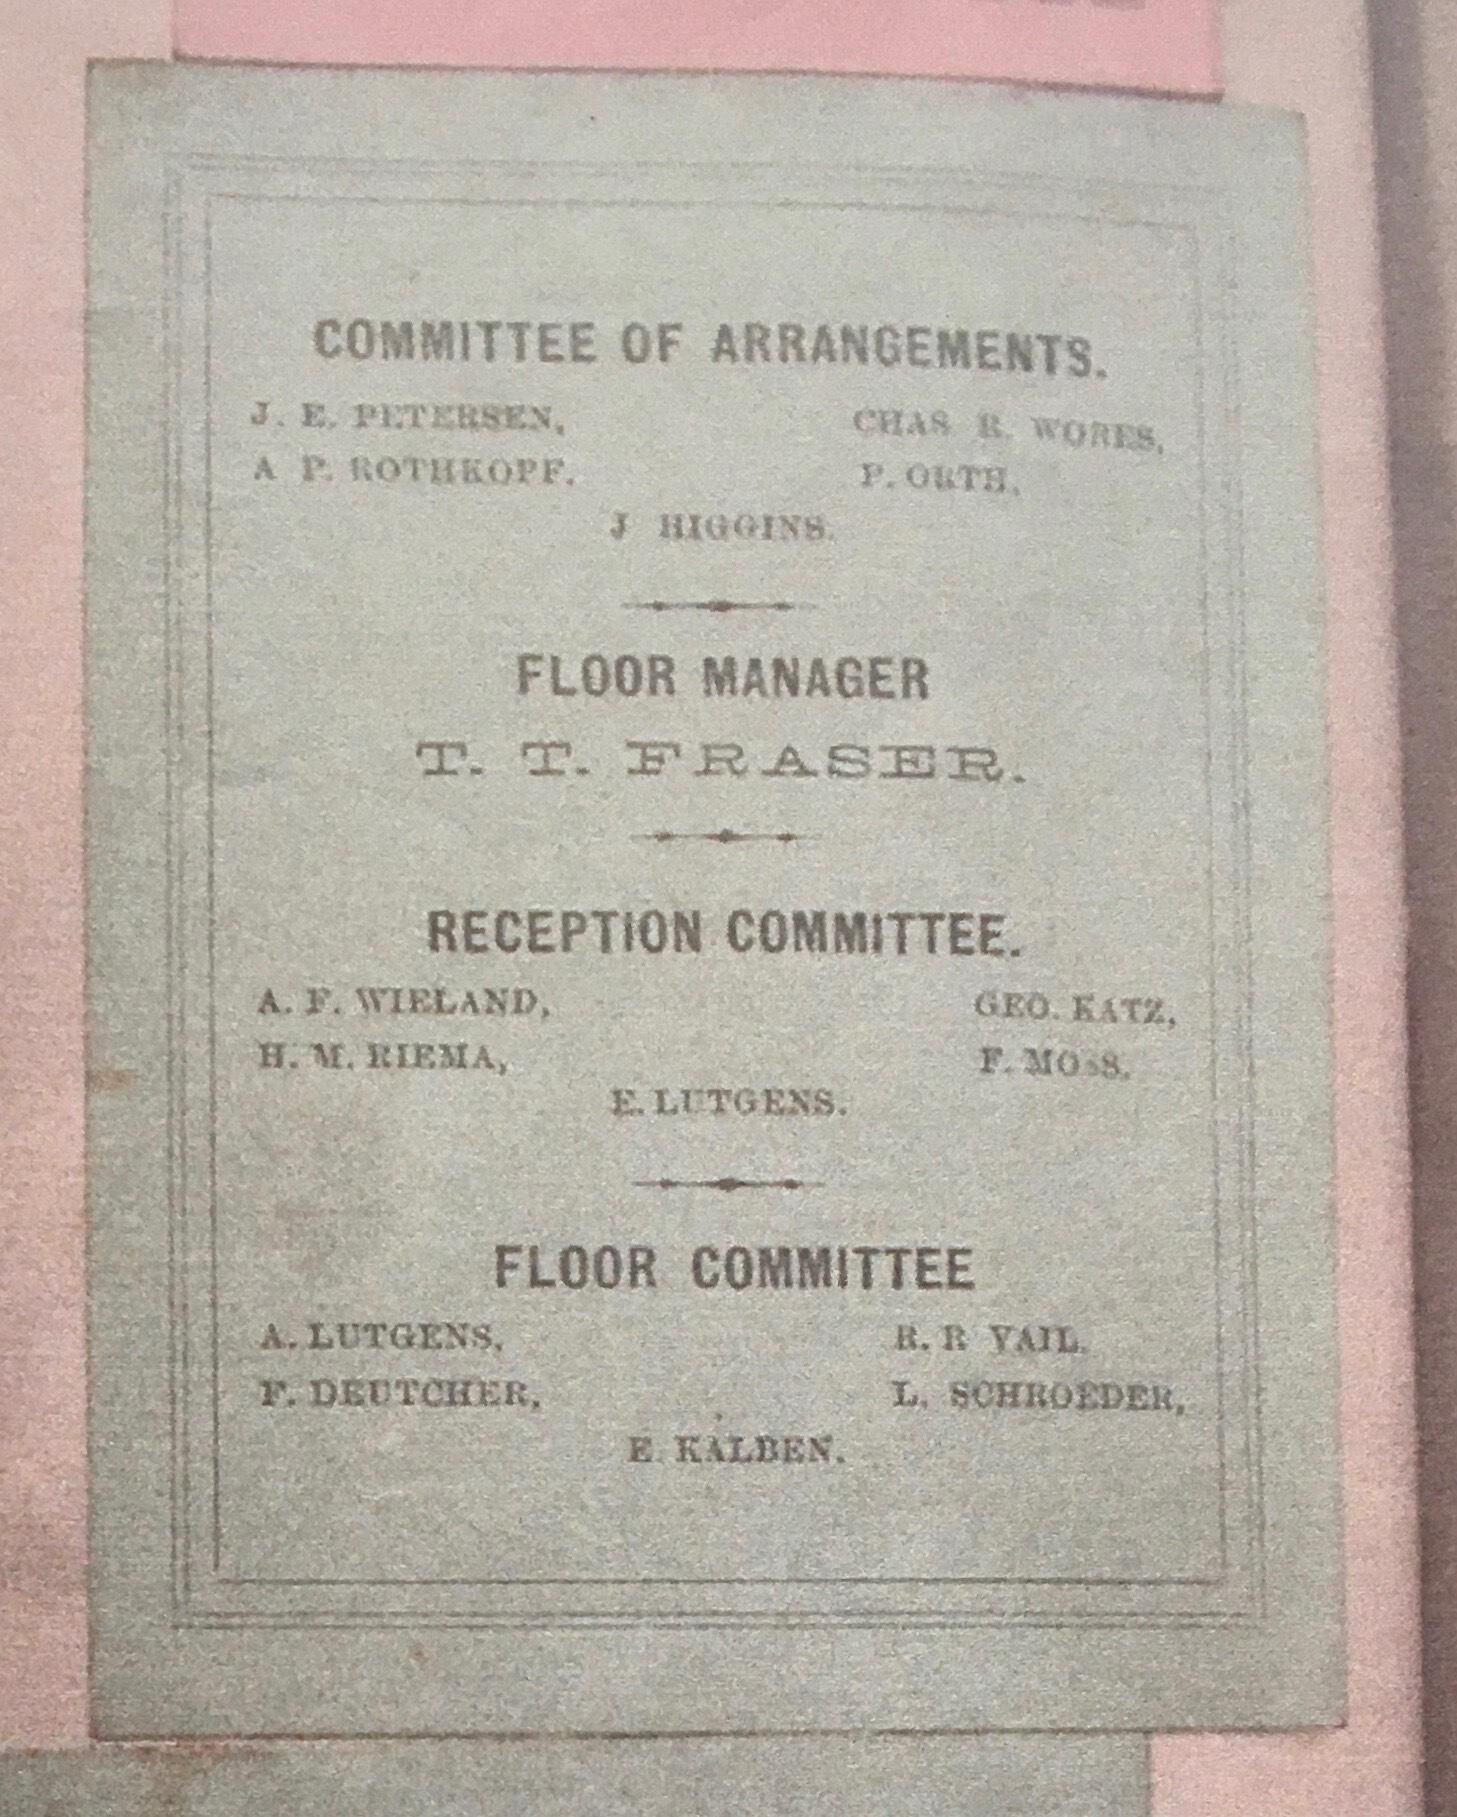 COMMITTEE OF ARRANGEMENTS.
J. E. PETERSEN, CHAS R. WORES,
A P. ROTHKOPF, P. ORTH,
J HIGGINS.
FLOOR MANAGER
T. T. FRASER.
RECEPTION COMMITTEE.
A. F. WIELAND, GEO. KATZ,
H. M. RIEMA, F. MOSS.
E. LUTGENS.
FLOOR COMMITTEE
A. LUTGENS, R. R VAIL.
F. DEUTCHER, L. SCHROEDER,
E KALBEN.